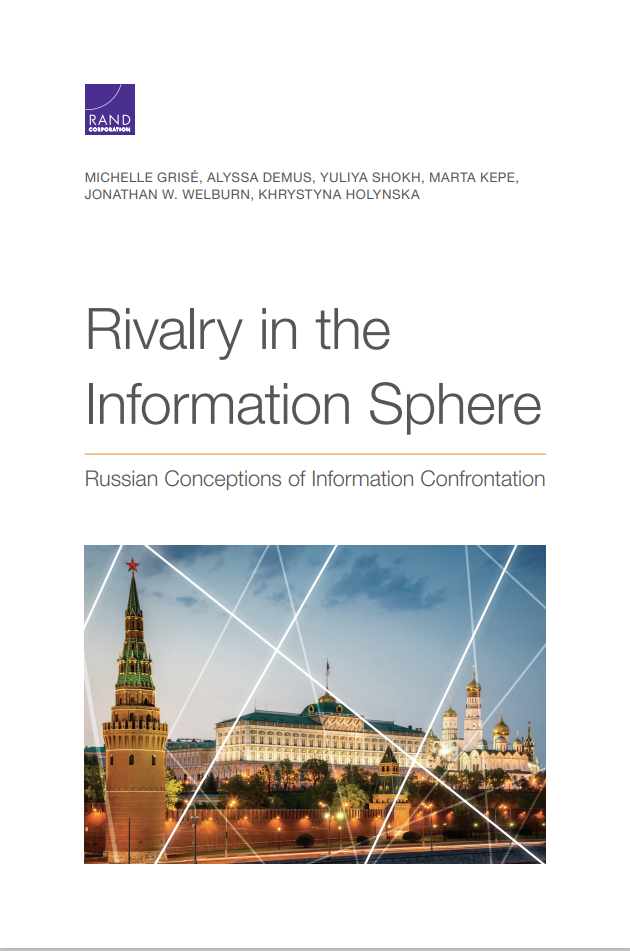 RAND
CORPORATION
MICHELLE GRISÉ, ALYSSA DEMUS, YULIYA SHOKH, MARTA KEPE,
JONATHAN W. WELBURN, KHRYSTYNA HOLYNSKA
Rivalry in the
Information Sphere
Russian Conceptions of Information Confrontation